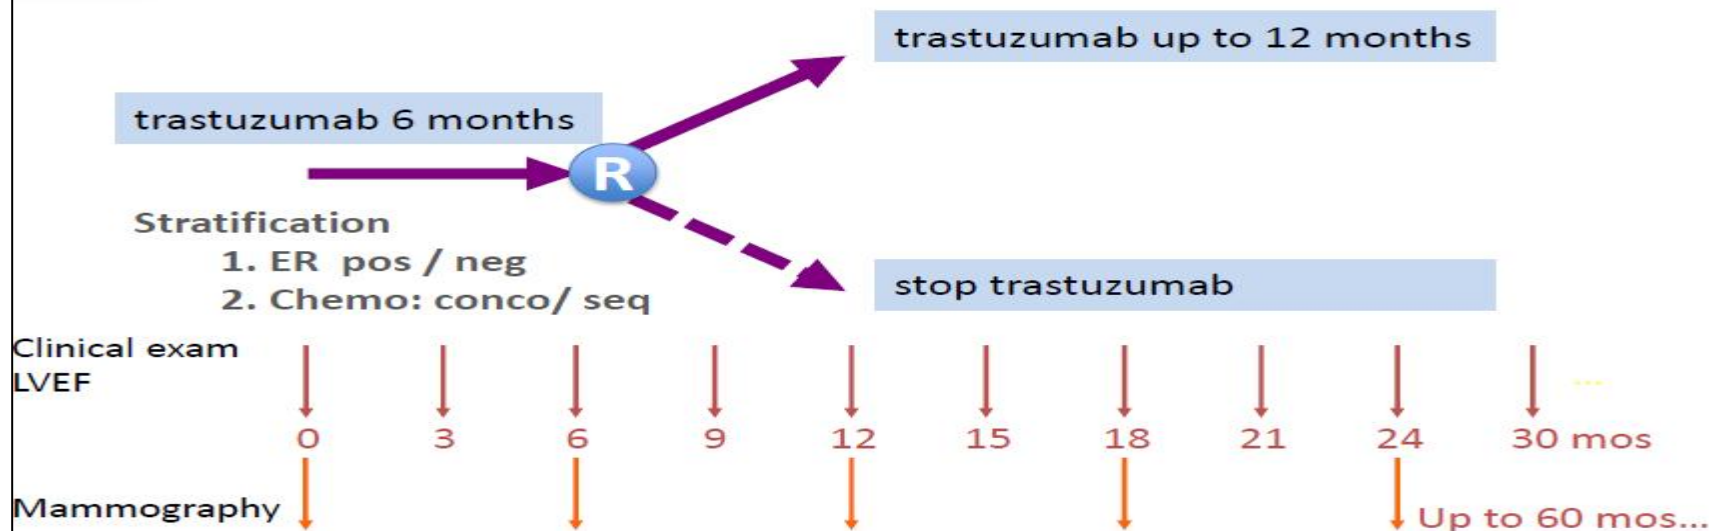 trastuzumab up to 12 months
trastuzumab 6 months
R
Stratification
1. ER pos / neg
2. Chemo: conco/ seq
stop trastuzumab
Clinical exam
LVEF
...
0 3 6 9 12 15 18 21 24 30 mos
Mammography
Up to 60 mos...